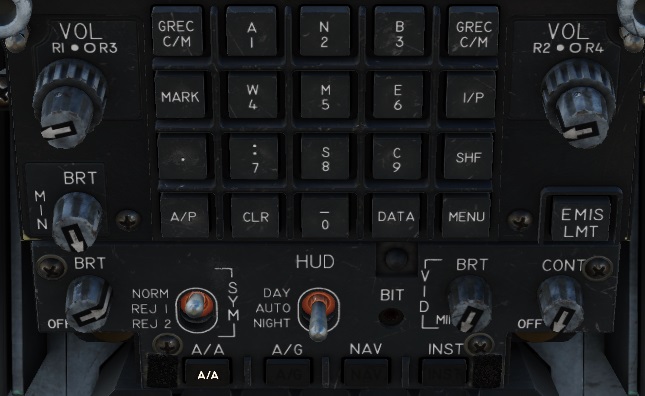 VOL
R1 R3
GREC
C/M
A
1
N
2
B
3
GREC
C/M
VOL
R2 R4
MARK
W
4
M
5
E
6
I/P
.
:
7
S
8
C
9
SHF
BRT
MIN
A/P
CLR
–
0
DATA
MENU
EMIS
LMT
BRT
OFF
NORM
REJ 1
REJ 2
SYM
HUD
DAY
AUTO
NIGHT
BIT
VID
BRT
MIN
CONT
OFF
A/A
A/G
NAV
INST
A/A
A/G